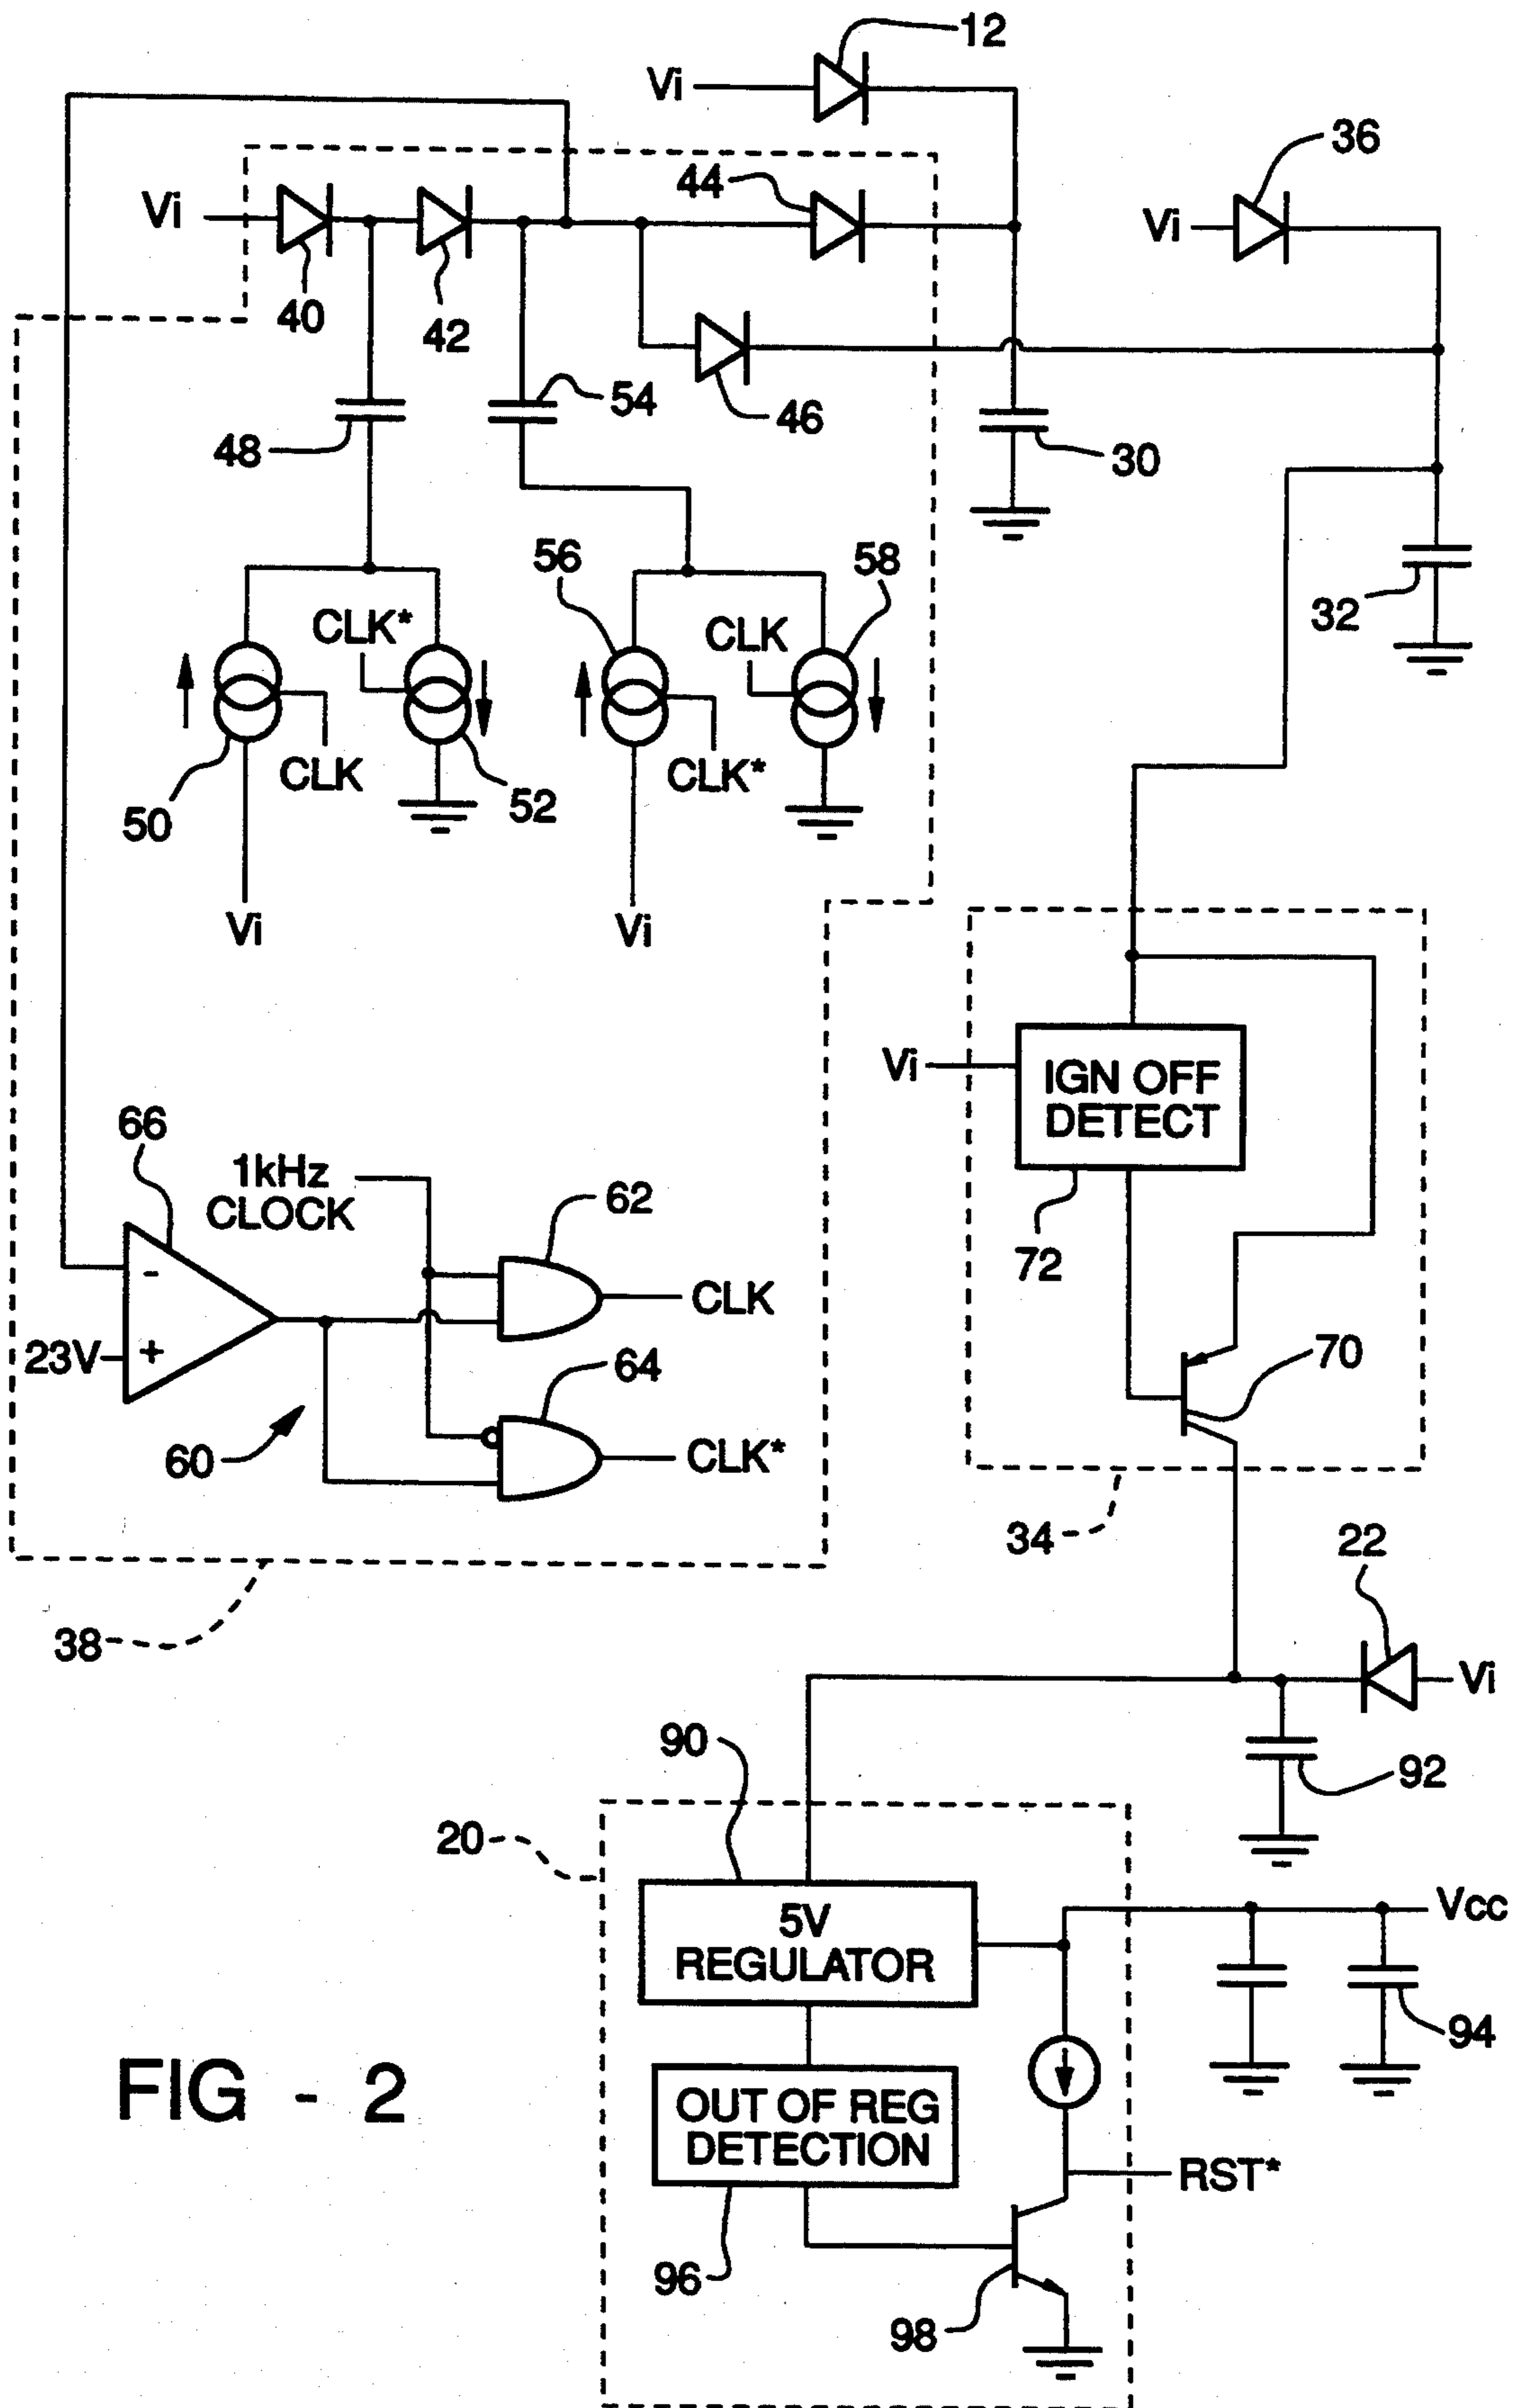 12
Vi
36
44
Vi
Vi
40
42
54
46
48
30
56
58
CLK*
CLK
32
CLK
CLK*
50
52
Vi
Vi
Vi
IGN OFF
DETECT
66
1kHz
CLOCK
62
72
-
CLK
23V
+
64
70
60
CLK*
34
22
38
Vi
90
92
20
Vcc
5V
REGULATOR
94
FIG - 2
OUT OF REG
DETECTION
RST*
96
98